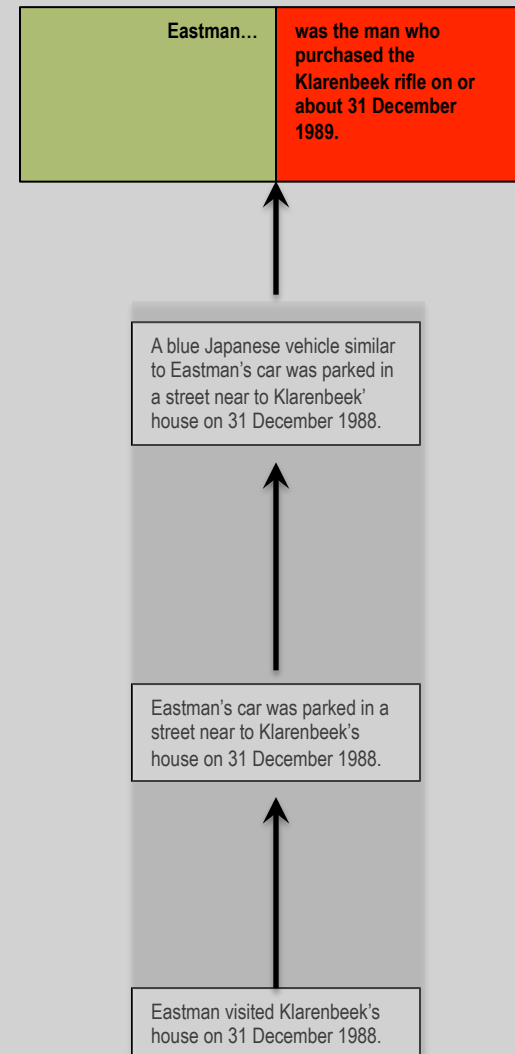 Eastman…
was the man who
purchased the
Klarenbeek rifle on or
about 31 December
1989.
A blue Japanese vehicle similar
to Eastman's car was parked in
a street near to Klarenbeek'
house on 31 December 1988.
Eastman's car was parked in a
street near to Klarenbeek's
house on 31 December 1988.
Eastman visited Klarenbeek's
house on 31 December 1988.